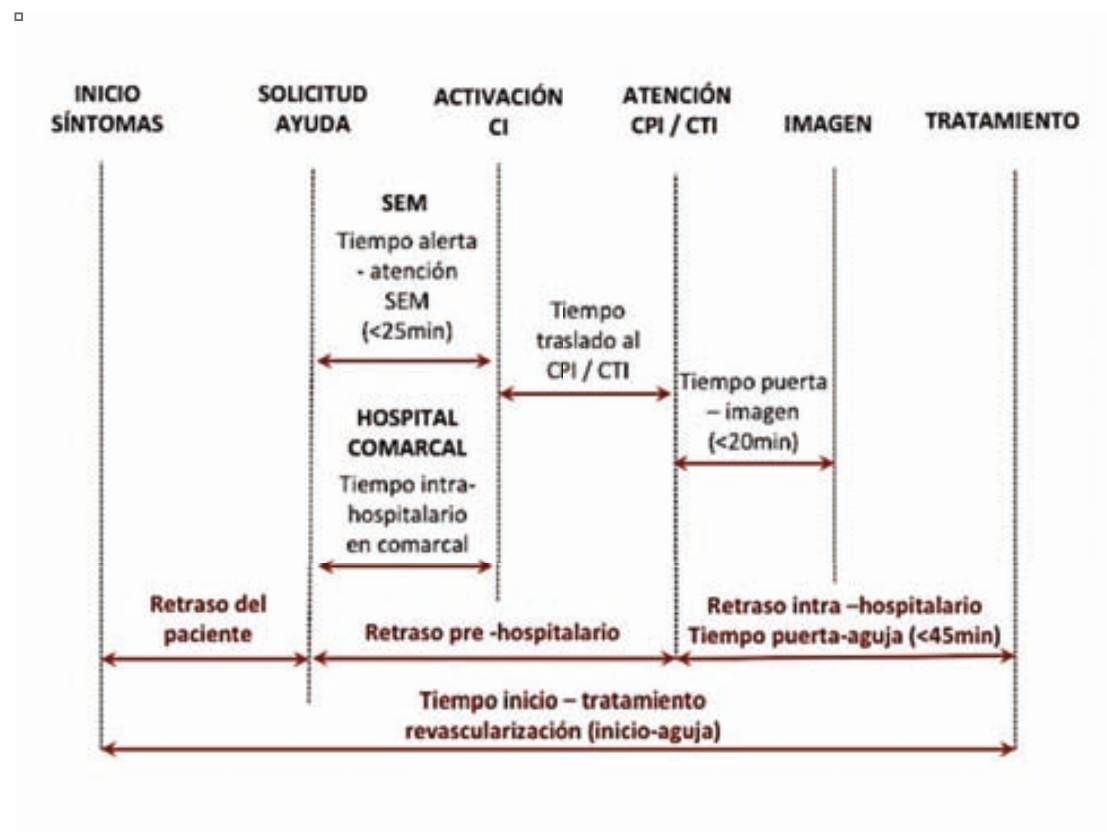 INICIO
SÍNTOMAS
SOLICITUD
AYUDA
ACTIVACIÓN
CI
ATENCIÓN
CPI / CTI
IMAGEN
TRATAMIENTO
SEM
Tiempo alerta
- atención
SEM
(<25min)
Tiempo
traslado al
CPI / CTI
Tiempo puerta
– imagen
(<20min)
HOSPITAL
COMARCAL
Tiempo intra-
hospitalario
en comarcal
Retraso del
paciente
Retraso pre -hospitalario
Retraso intra –hospitalario
Tiempo puerta-aguja (<45min)
Tiempo inicio – tratamiento
revascularización (inicio-aguja)